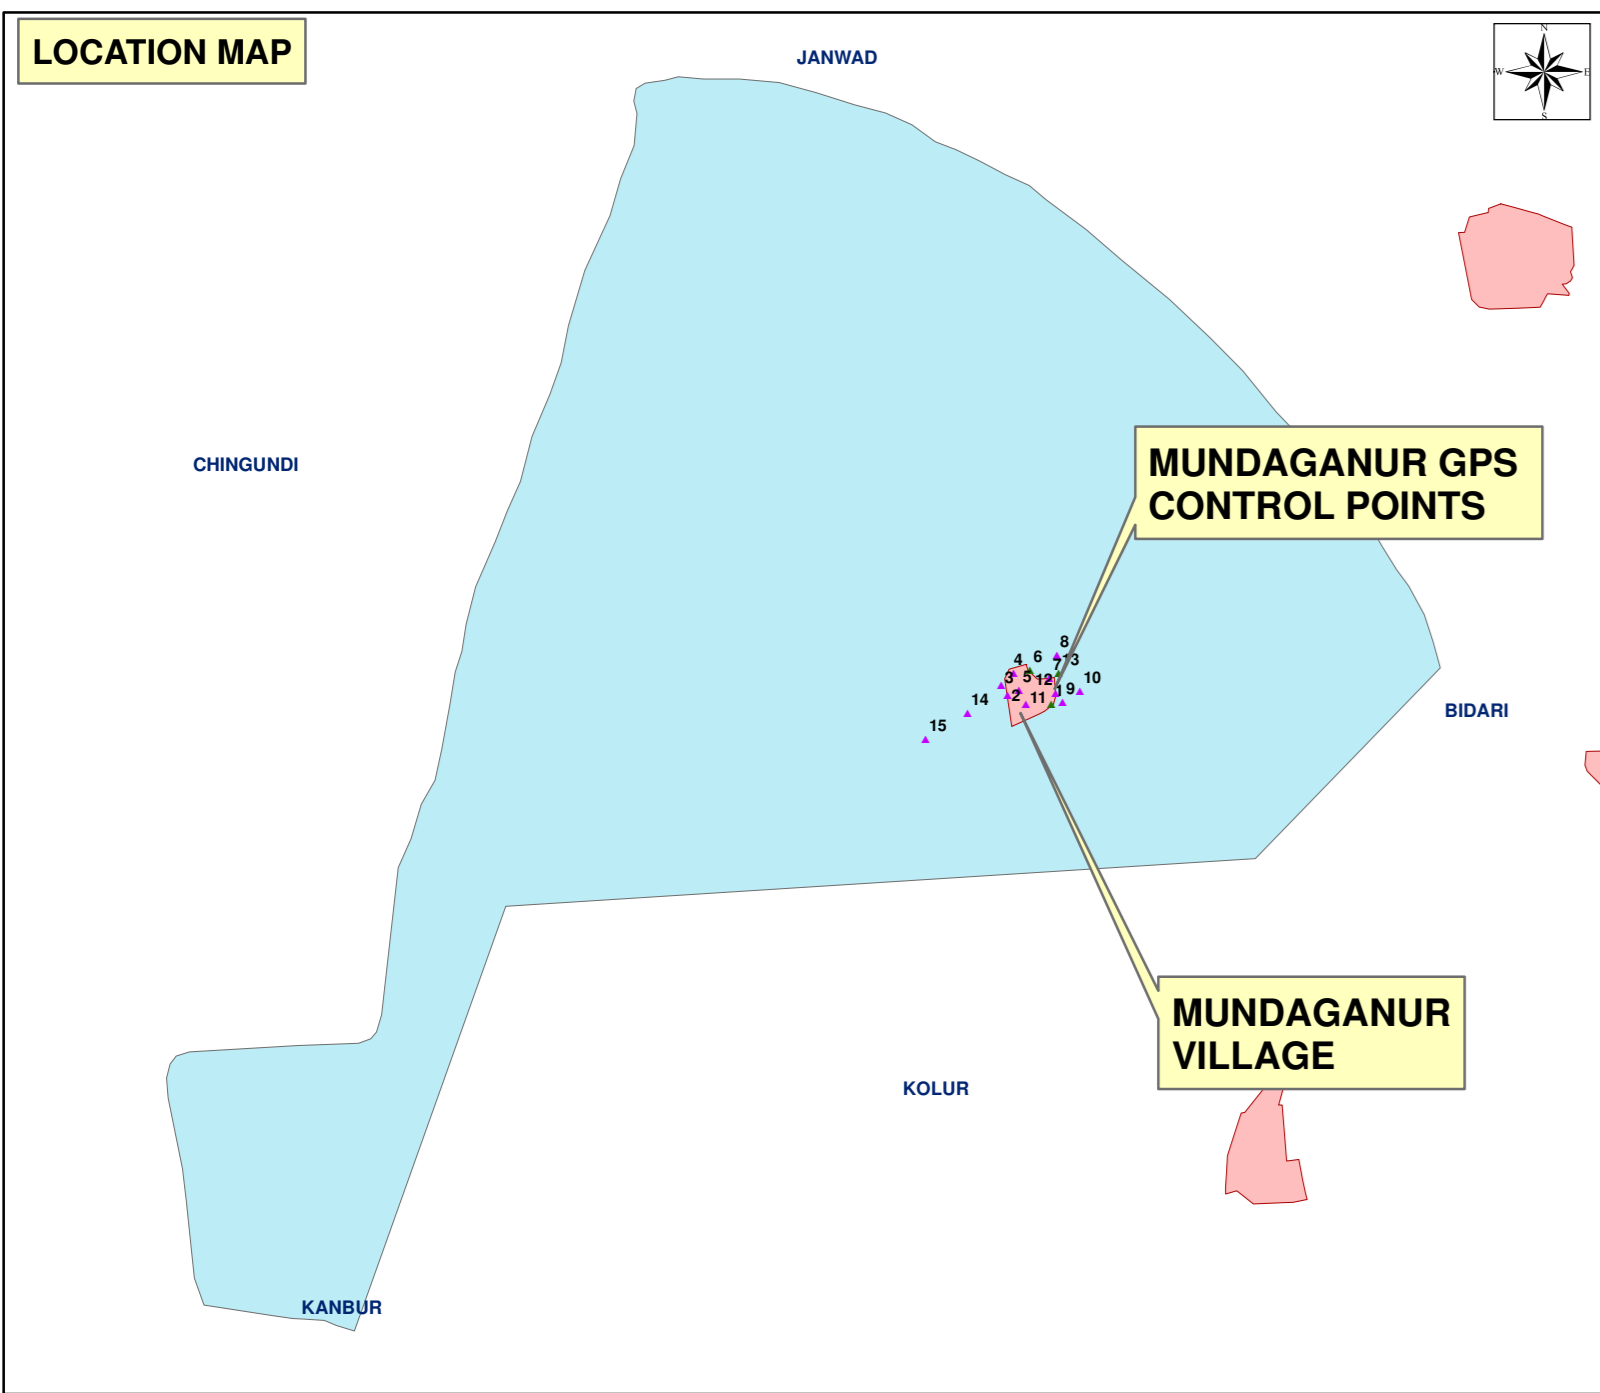 LOCATION MAP
JANWAD
N
W E
S
CHINGUNDI
MUNDAGANUR GPS
CONTROL POINTS
8
4 6 7 13
3 5 12 10
14 2 11 1 9
15
BIDARI
MUNDAGANUR
VILLAGE
KOLUR
KANBUR